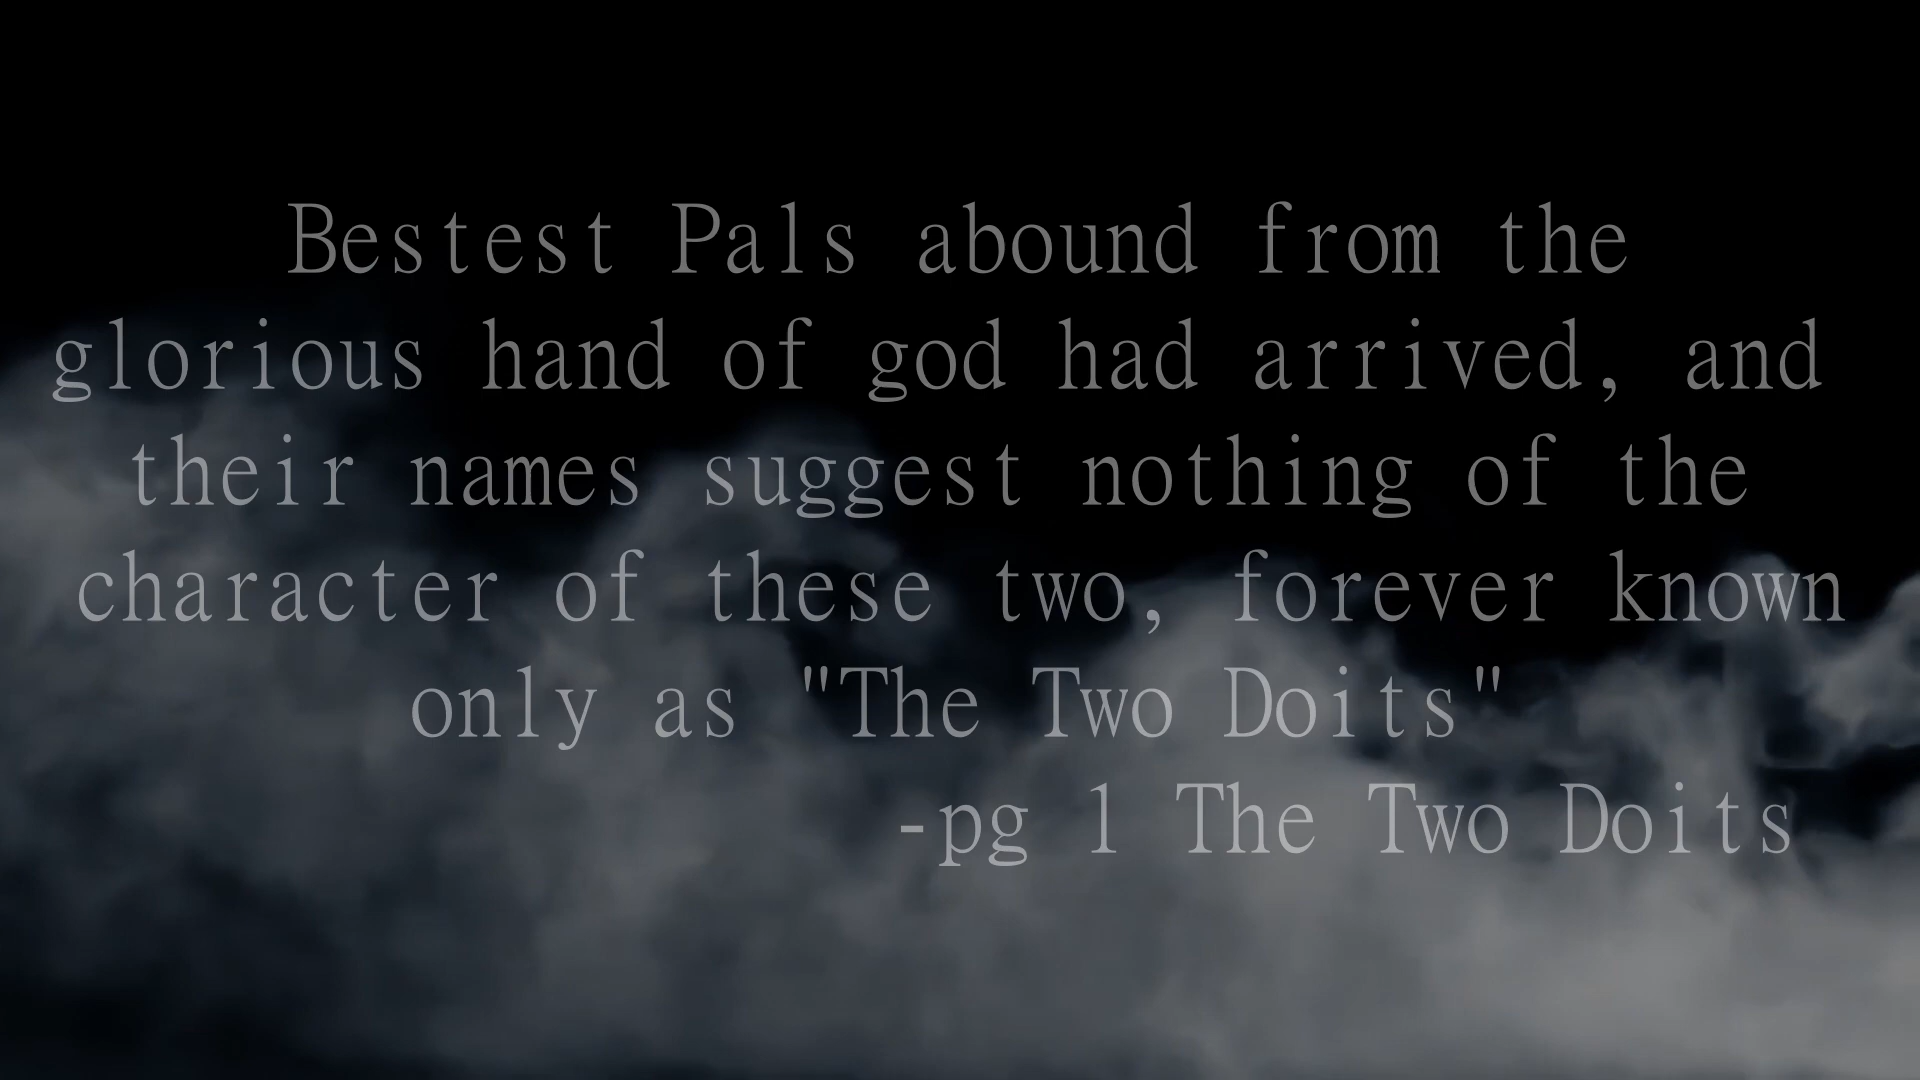 Bestest Pals abound from the
glorious hand of god had arrived, and
their names suggest nothing of the
character of these two, forever known
only as "The Two Doits"
-pg 1 The Two Doits